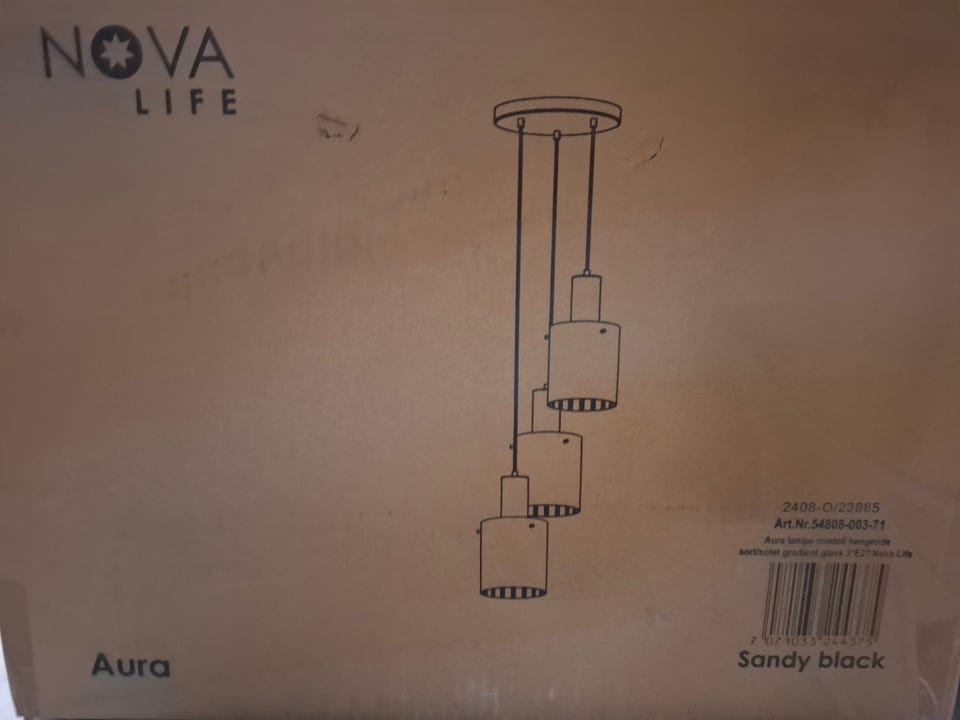 NOVA
LIFE
2408-O/23885
Art.Nr.54808-003-71
Aura lampe rondell hengende
sort/sotet gradient glass 3*E27 Nova Life
7 071033 244375
Sandy black
Aura